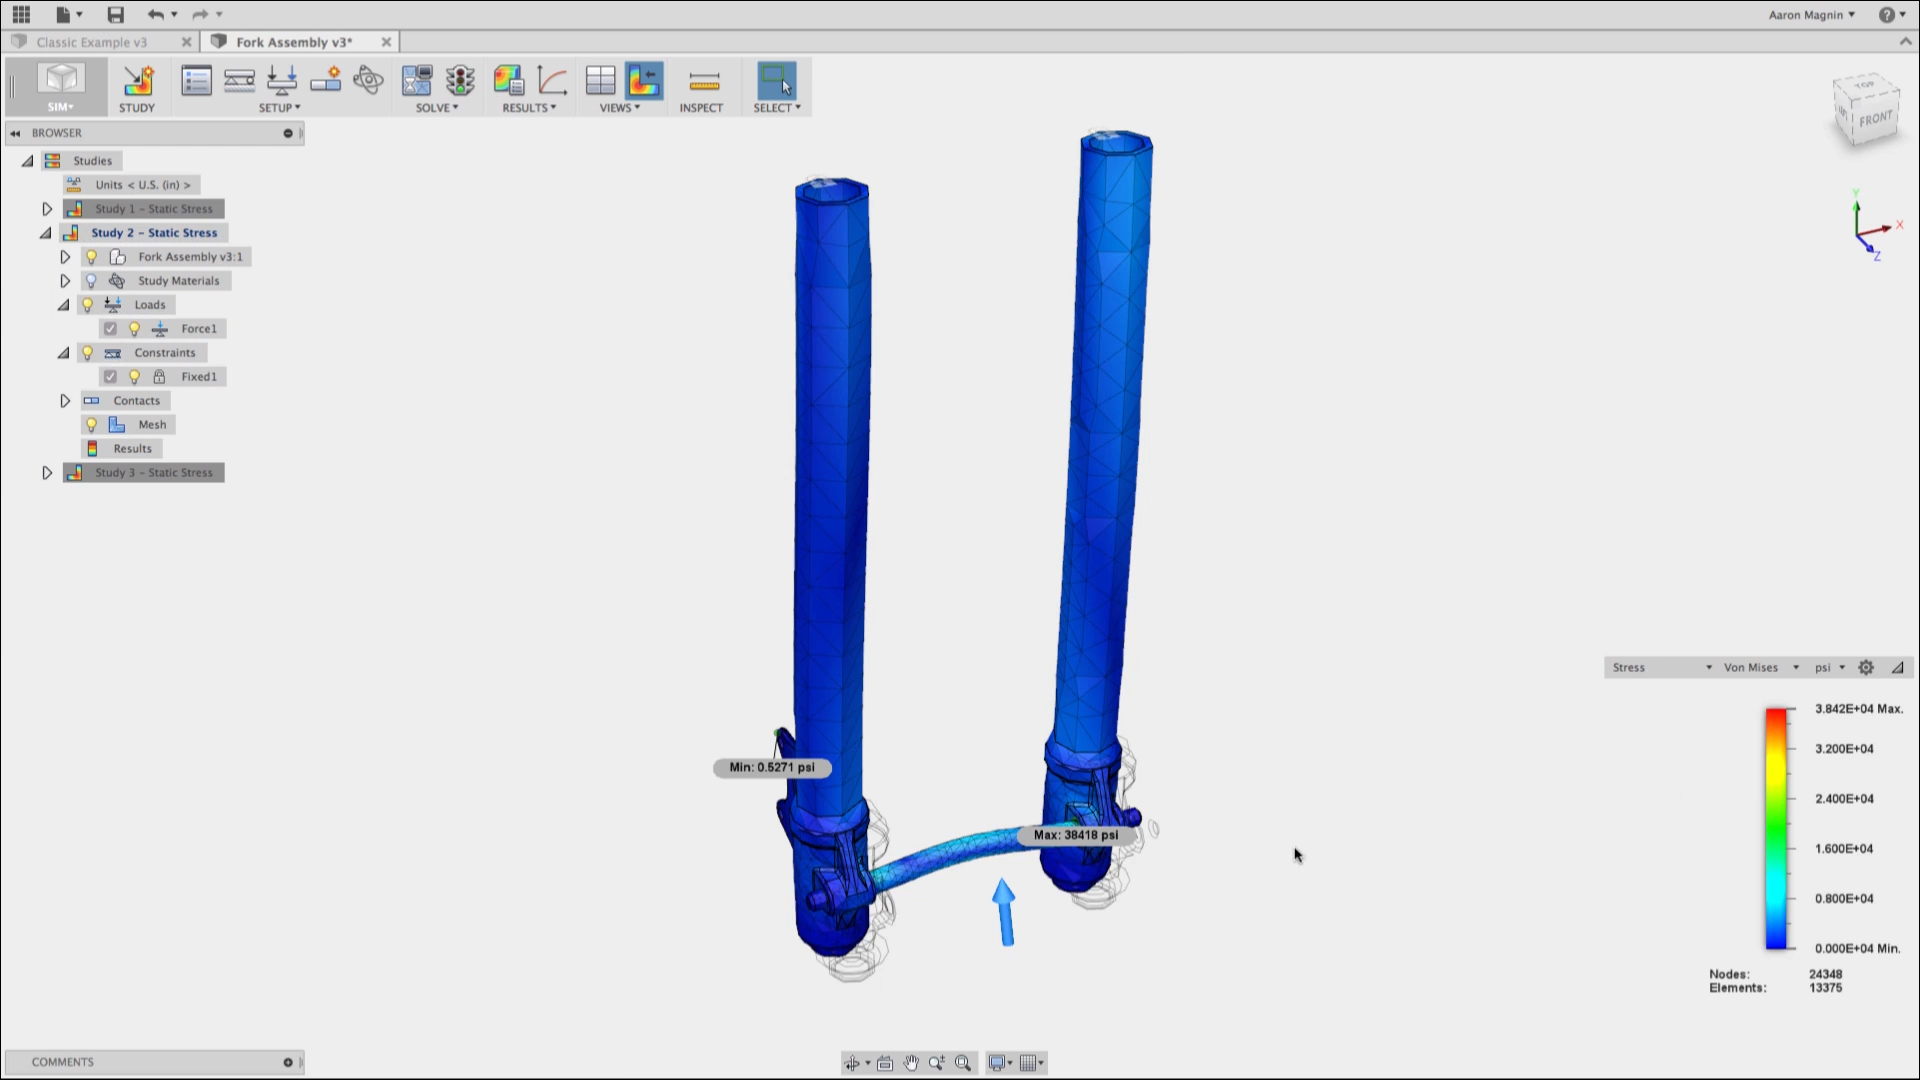 Aaron Magnin
?
Classic Example v3
Fork Assembly v3*
SIM
STUDY
SETUP
SOLVE
RESULTS
VIEWS
INSPECT
SELECT
TOP
FRONT
BROWSER
Studies
Units < U.S. (in) >
Study 1 - Static Stress
Study 2 - Static Stress
Fork Assembly v3:1
Study Materials
Loads
Force1
Constraints
Fixed1
Contacts
Mesh
Results
Study 3 - Static Stress
Y
X
Z
Min: 0.5271 psi
Max: 38418 psi
Stress Von Mises psi
3.842E+04 Max.
3.200E+04
2.400E+04
1.600E+04
0.800E+04
0.000E+04 Min.
Nodes: 24348
Elements: 13375
COMMENTS